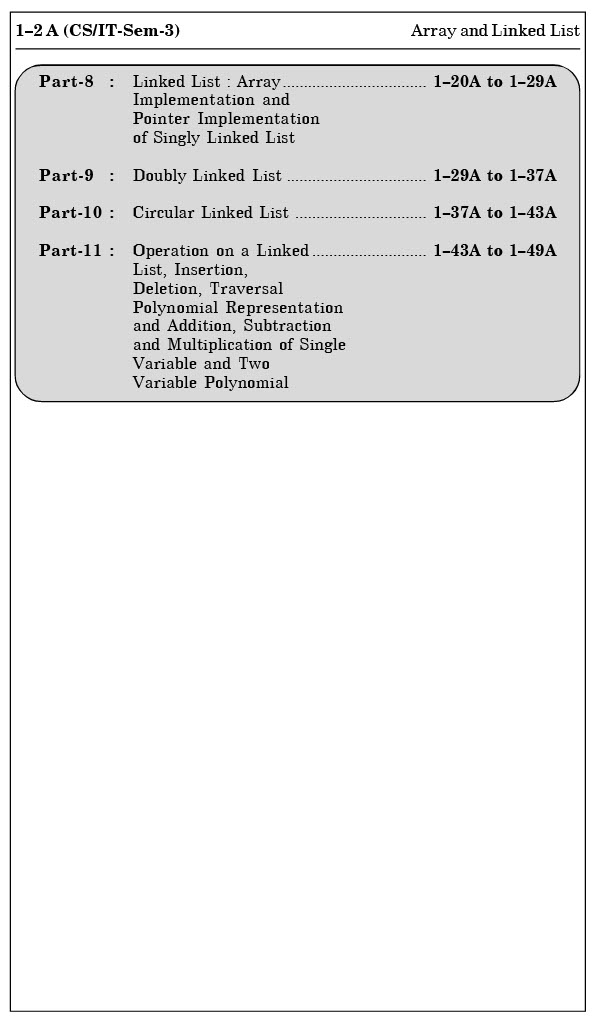 1–2 A (CS/IT-Sem-3) Array and Linked List
Part-8 : Linked List : Array................................. 1–20A to 1–29A
Implementation and
Pointer Implementation
of Singly Linked List
Part-9 : Doubly Linked List ................................ 1–29A to 1–37A
Part-10 : Circular Linked List .............................. 1–37A to 1–43A
Part-11 : Operation on a Linked.......................... 1–43A to 1–49A
List, Insertion,
Deletion, Traversal
Polynomial Representation
and Addition, Subtraction
and Multiplication of Single
Variable and Two
Variable Polynomial